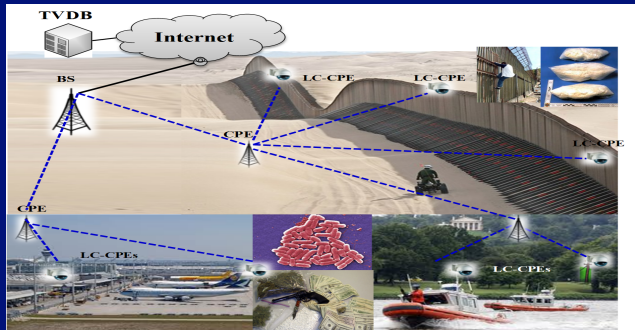 TVDB
Internet
BS
LC-CPE
LC-CPE
CPE
LC-CPE
CPE
LC-CPEs
LC-CPEs